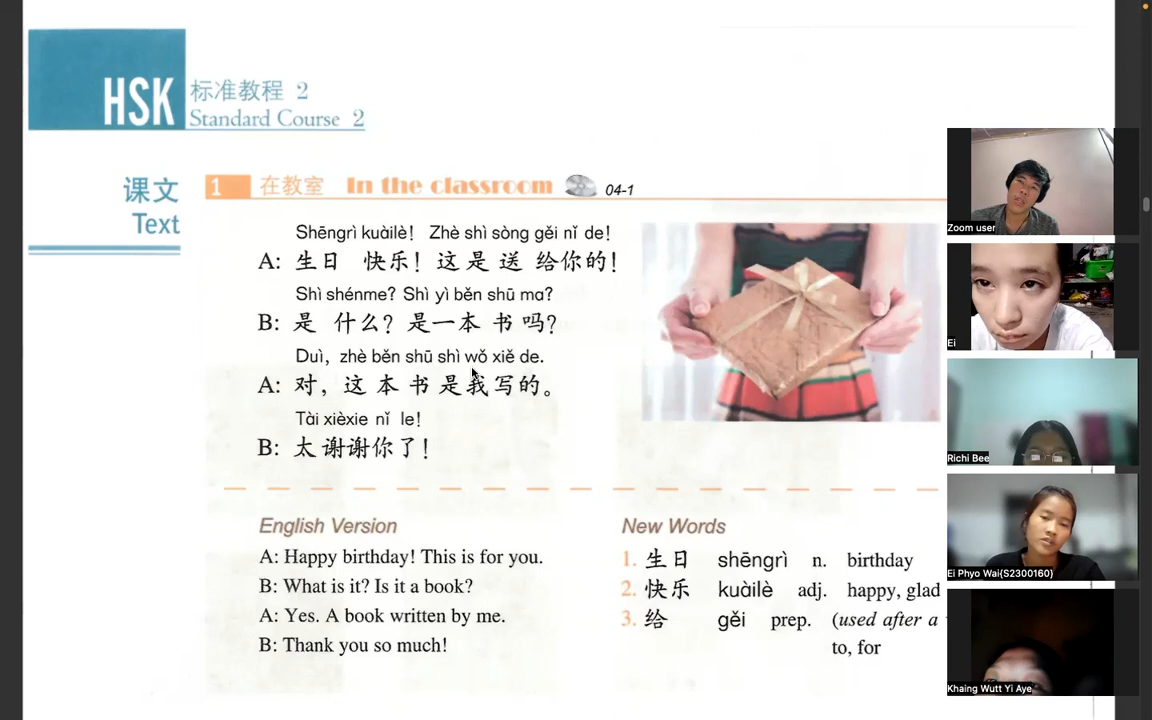 HSK 标准教程 2
Standard Course 2
课文
Text
1 在教室 In the classroom 04-1
Shēngrì kuàilè! Zhè shì sòng gěi nǐ de!
A: 生日 快乐! 这是送给你的!
Shì shénme? Shì yì běn shū ma?
B: 是什么? 是一本书吗?
Duì, zhè běn shū shì wǒ xiě de.
A: 对, 这本书是我写的。
Tài xièxie nǐ le!
B: 太谢谢你了!
English Version
A: Happy birthday! This is for you.
B: What is it? Is it a book?
A: Yes. A book written by me.
B: Thank you so much!
New Words
1. 生日 shēngrì n. birthday
2. 快乐 kuàilè adj. happy, glad
3. 给 gěi prep. (used after a
to, for
Zoom user
Ei
Richi Bee
Ei Phyo Wai(S2300160)
Khaing Wutt Yi Aye